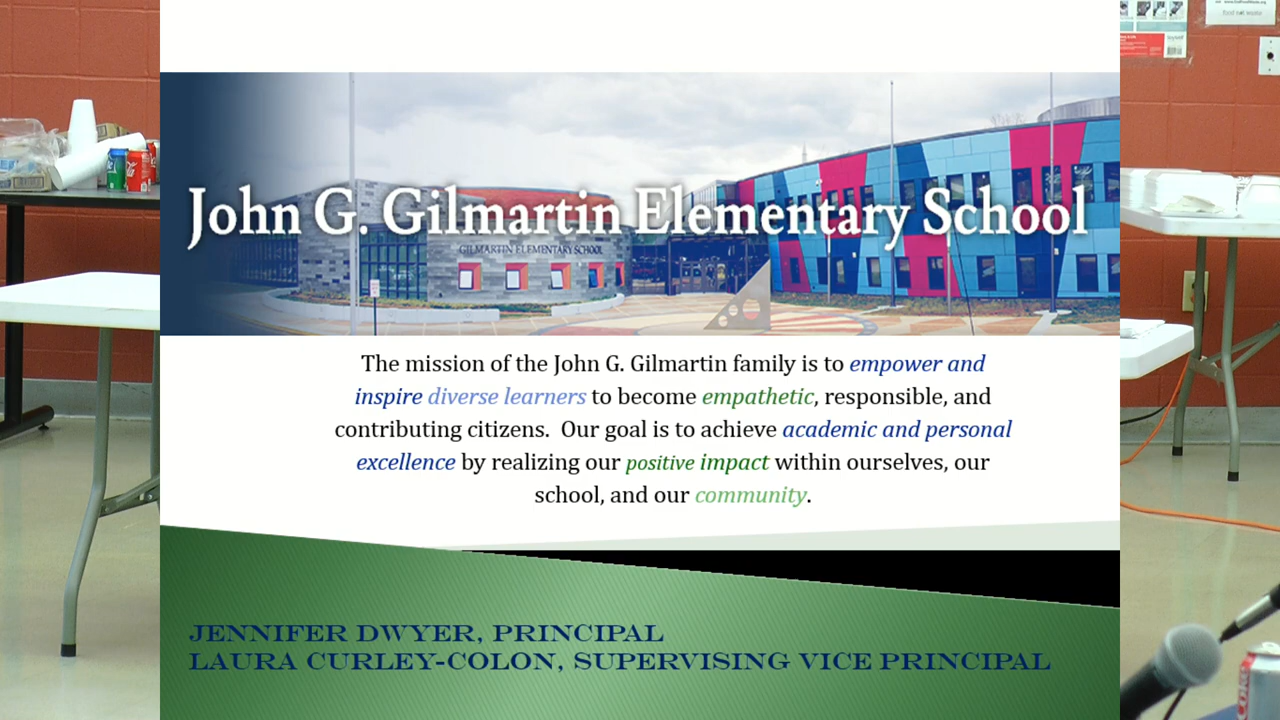 John G. Gilmartin Elementary School
GILMARTIN ELEMENTARY SCHOOL
The mission of the John G. Gilmartin family is to empower and
inspire diverse learners to become empathetic, responsible, and
contributing citizens. Our goal is to achieve academic and personal
excellence by realizing our positive impact within ourselves, our
school, and our community.
JENNIFER DWYER, PRINCIPAL
LAURA CURLEY-COLON, SUPERVISING VICE PRINCIPAL